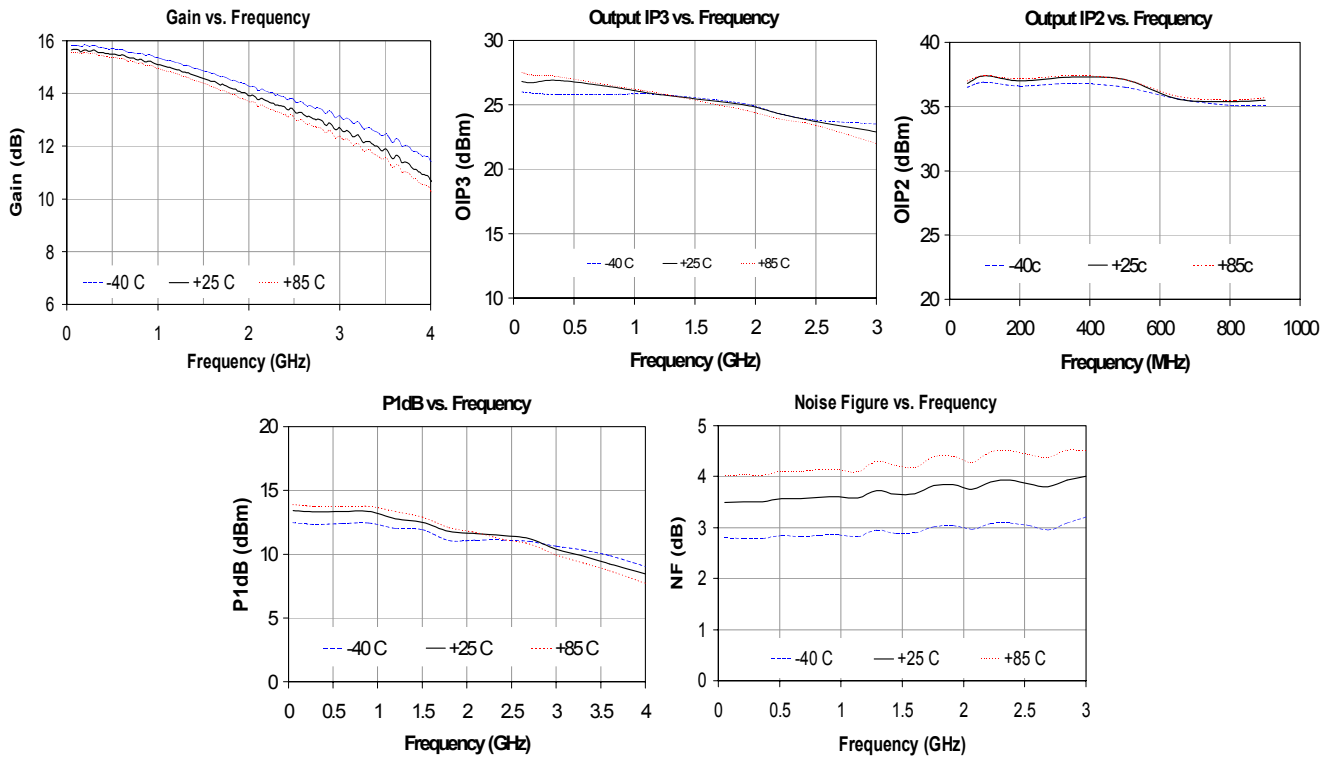 Gain vs. Frequency
Gain (dB)
16
14
12
10
8
6
-40 C +25 C +85 C
0 1 2 3 4
Frequency (GHz)
Output IP3 vs. Frequency
OIP3 (dBm)
30
25
20
15
10
-40 C +25 C +85 C
0 0.5 1 1.5 2 2.5 3
Frequency (GHz)
Output IP2 vs. Frequency
OIP2 (dBm)
40
35
30
25
20
-40c +25c +85c
0 200 400 600 800 1000
Frequency (MHz)
P1dB vs. Frequency
P1dB (dBm)
20
15
10
5
0
-40 C +25 C +85 C
0 0.5 1 1.5 2 2.5 3 3.5 4
Frequency (GHz)
Noise Figure vs. Frequency
NF (dB)
5
4
3
2
1
0
-40 C +25 C +85 C
0 0.5 1 1.5 2 2.5 3
Frequency (GHz)